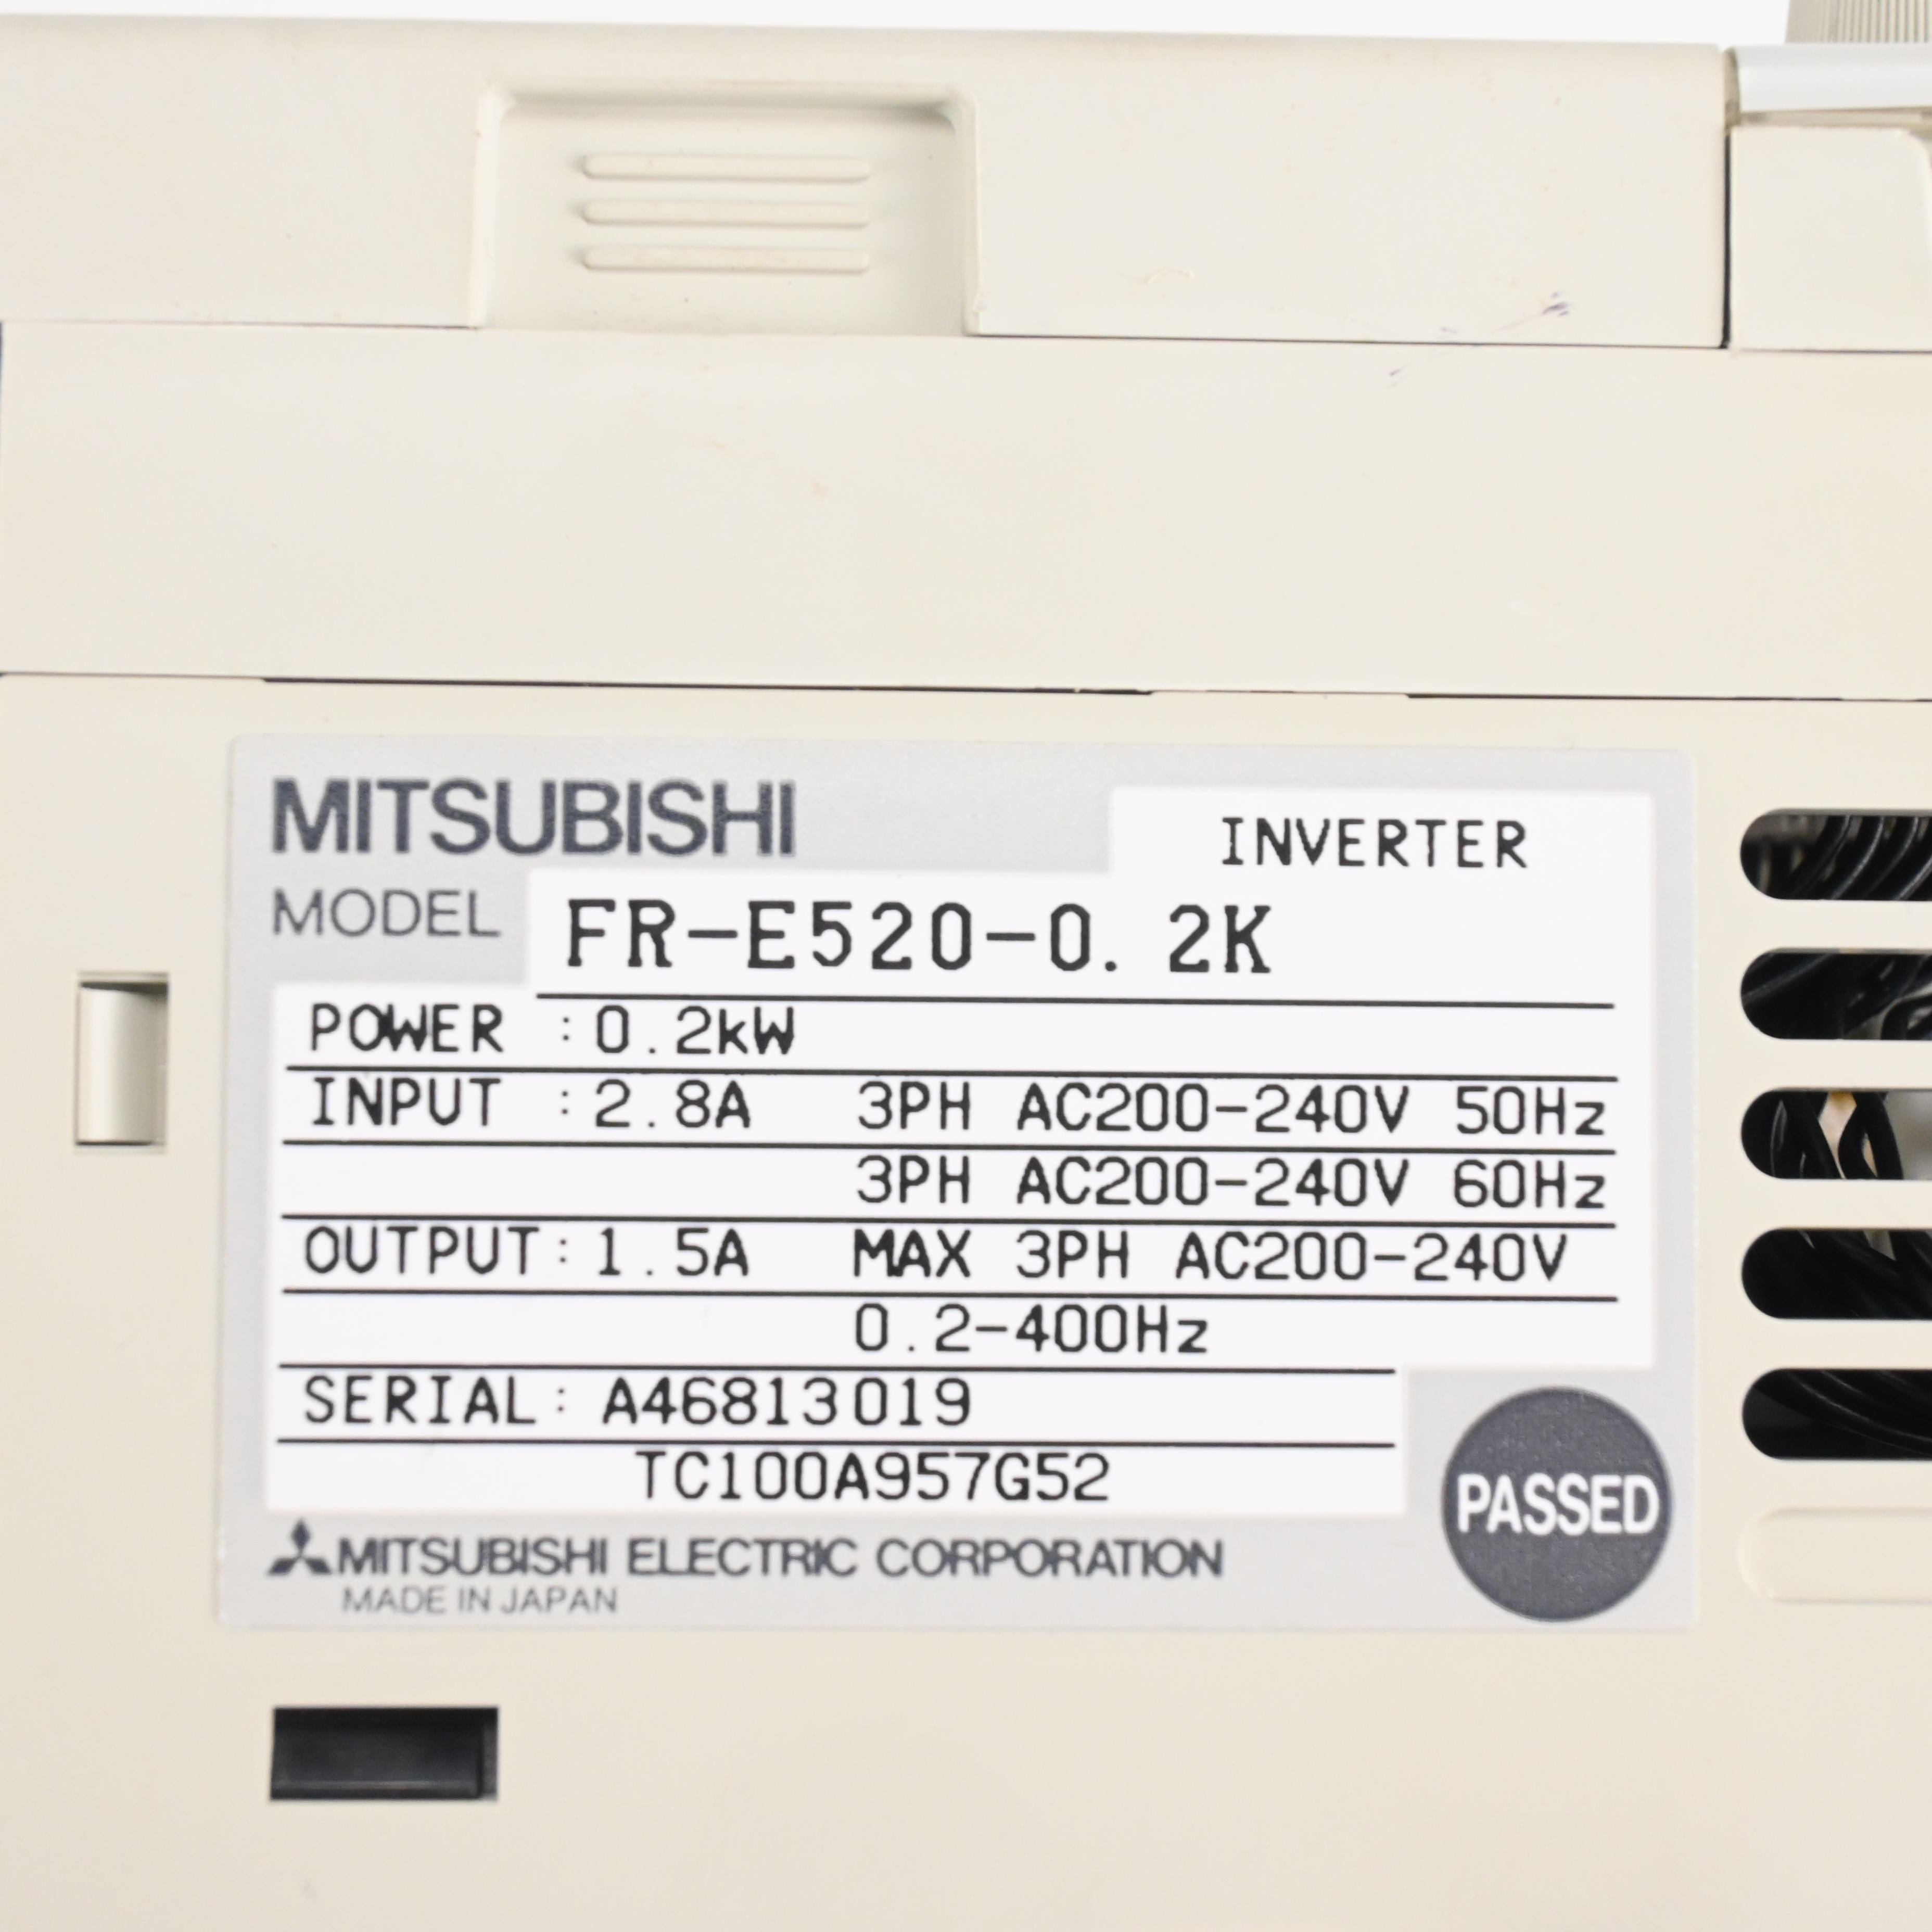 MITSUBISHI
INVERTER
MODEL FR-E520-0.2K
POWER : 0.2kW
INPUT : 2.8A 3PH AC200-240V 50Hz
3PH AC200-240V 60Hz
OUTPUT: 1.5A MAX 3PH AC200-240V
0.2-400Hz
SERIAL: A46813019
TC100A957G52
PASSED
MITSUBISHI ELECTRIC CORPORATION
MADE IN JAPAN